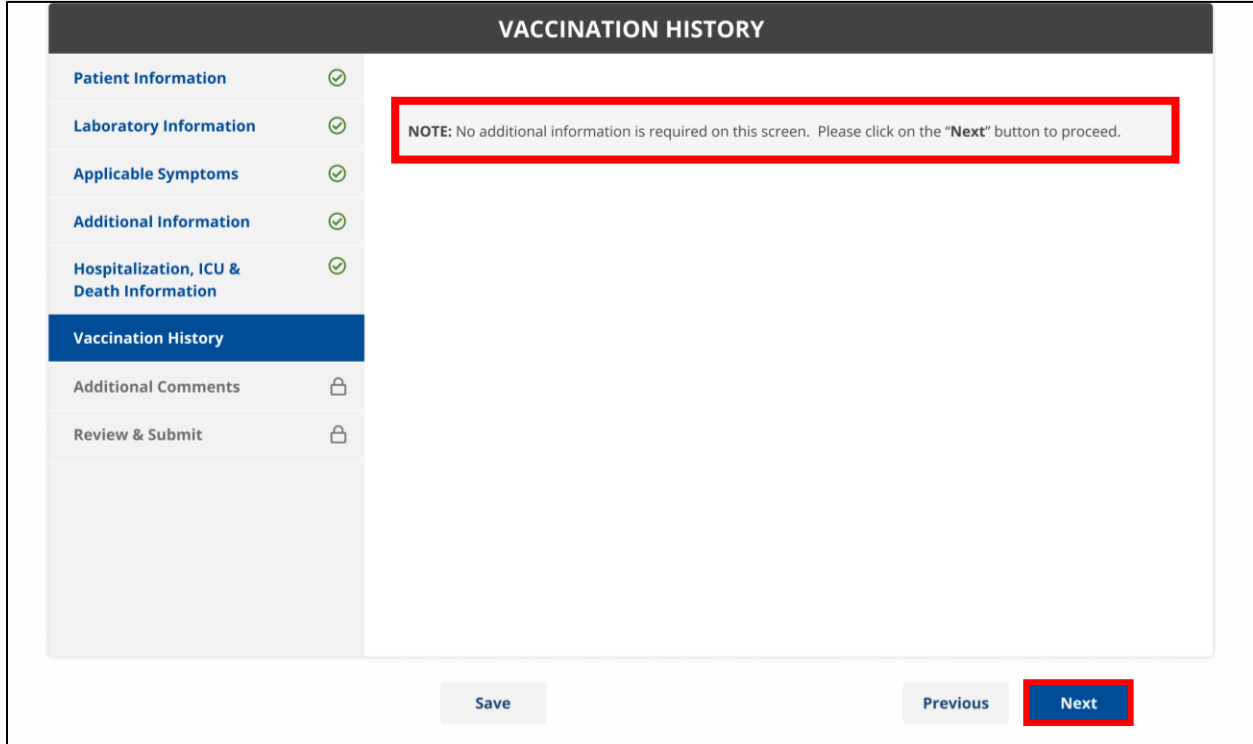 VACCINATION HISTORY
Patient Information
Laboratory Information
Applicable Symptoms
Additional Information
Hospitalization, ICU &
Death Information
Vaccination History
Additional Comments
Review & Submit
NOTE: No additional information is required on this screen.  Please click on the “Next” button to proceed.
Save
Previous
Next